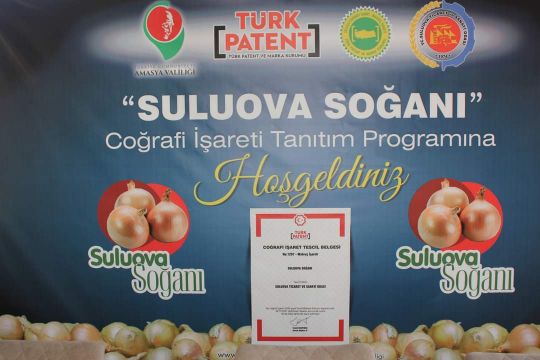 AMASYA VALİLİĞİ
TÜRK
PATENT
TÜRK PATENT VE MARKA KURUMU
"SULUOVA SOĞANI"
Coğrafi İşareti Tanıtım Programına
Hoşgeldiniz
Suluova
Soğanı
Suluova
Soğanı
TÜRK
PATENT
COĞRAFİ İŞARET TESCİL BELGESİ
SULUOVA SOĞANI
SULUOVA TİCARET VE SANAYİ ODASI
www.